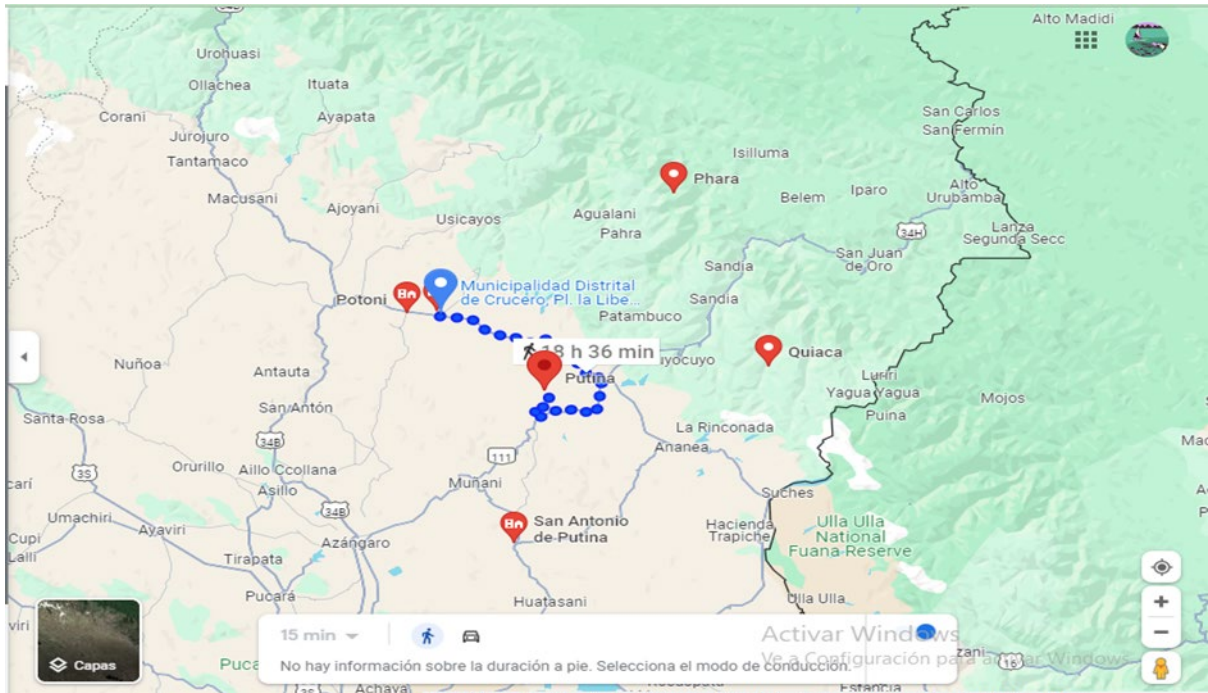 Alto Madidi
Urohuasi
Ollachea
Ituata
Corani
Ayapata
San Carlos
San Fermín
Jurojuro
Tantamaco
Isilluma
Phara
Macusani
Ajoyani
Belem
Iparo
Alto
Urubamba
Usicayos
Agualani
Pahra
34H
Lanza
Segunda Secc
San Juan
de Oro
Sandia
Potoni
Municipalidad Distrital
de Crucero, Pl. la Libe...
Sandia
Patambuco
18 h 36 min
uyocuyo
Quiaca
Nuñoa
Antauta
Putina
Luriri
Yagua Yagua
Puina
Mojos
San Antón
Santa Rosa
34B
La Rinconada
Ananea
111
Orurillo
Aillo Ccollana
3S
Asillo
Muñani
Suches
34B
San Antonio
de Putina
Umachiri
Ayaviri
Hacienda
Trapiche
Ulla Ulla
National
Fuana Reserve
Cupi
Llalli
Azángaro
Tirapata
Pucará
Huatasani
Ulla Ulla
15 min
Activar Windows
Capas
No hay información sobre la duración a pie. Selecciona el modo de conducción.
Ve a Configuración para activar Windows.
16
Achaya
Estancia